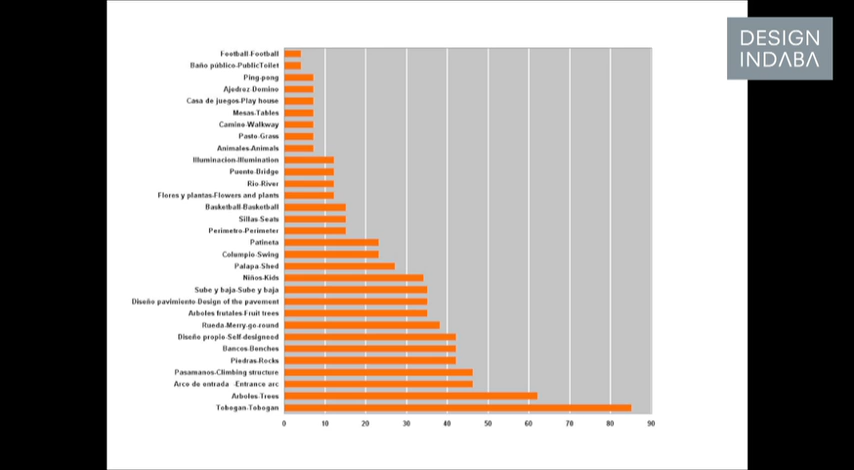 DESIGN
INDABA
Football-Football
Baño público-PublicToilet
Ping-pong
Ajedrez-Domino
Casa de juegos-Play house
Mesas-Tables
Camino-Walkway
Pasto-Grass
Animales-Animals
Illuminacion-Illumination
Puente-Bridge
Rio-River
Flores y plantas-Flowers and plants
Basketball-Basketball
Sillas-Seats
Perimetro-Perimeter
Patineta
Columpio-Swing
Palapa-Shed
Niños-Kids
Sube y baja-Sube y baja
Diseño pavimiento-Design of the pavement
Arboles frutales-Fruit trees
Rueda-Merry-go-round
Diseño propio-Self-designeed
Bancos-Benches
Piedras-Rocks
Pasamanos-Climbing structure
Arco de entrada -Entrance arc
Arboles-Trees
Tobogan-Tobogan
0 10 20 30 40 50 60 70 80 90